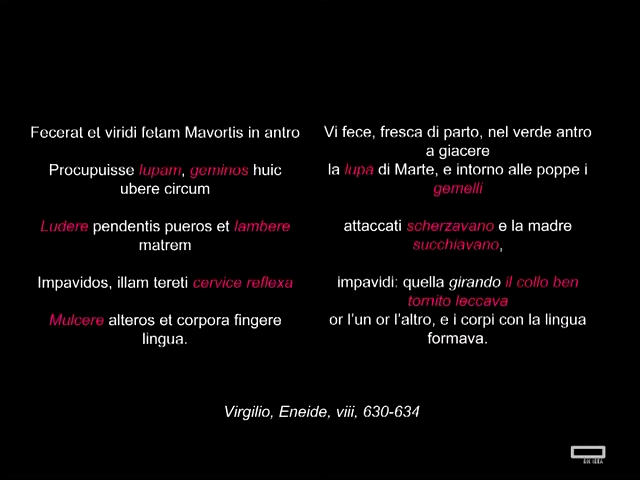 Fecerat et viridi fetam Mavortis in antro
Procupuisse lupam, geminos huic
ubere circum
Ludere pendentis pueros et lambere
matrem
Impavidos, illam tereti cervice reflexa
Mulcere alteros et corpora fingere
lingua.
Vi fece, fresca di parto, nel verde antro
a giacere
la lupa di Marte, e intorno alle poppe i
gemelli
attaccati scherzavano e la madre
succhiavano,
impavidi: quella girando il collo ben
tornito leccava
or l'un or l'altro, e i corpi con la lingua
formava.
Virgilio, Eneide, viii, 630-634